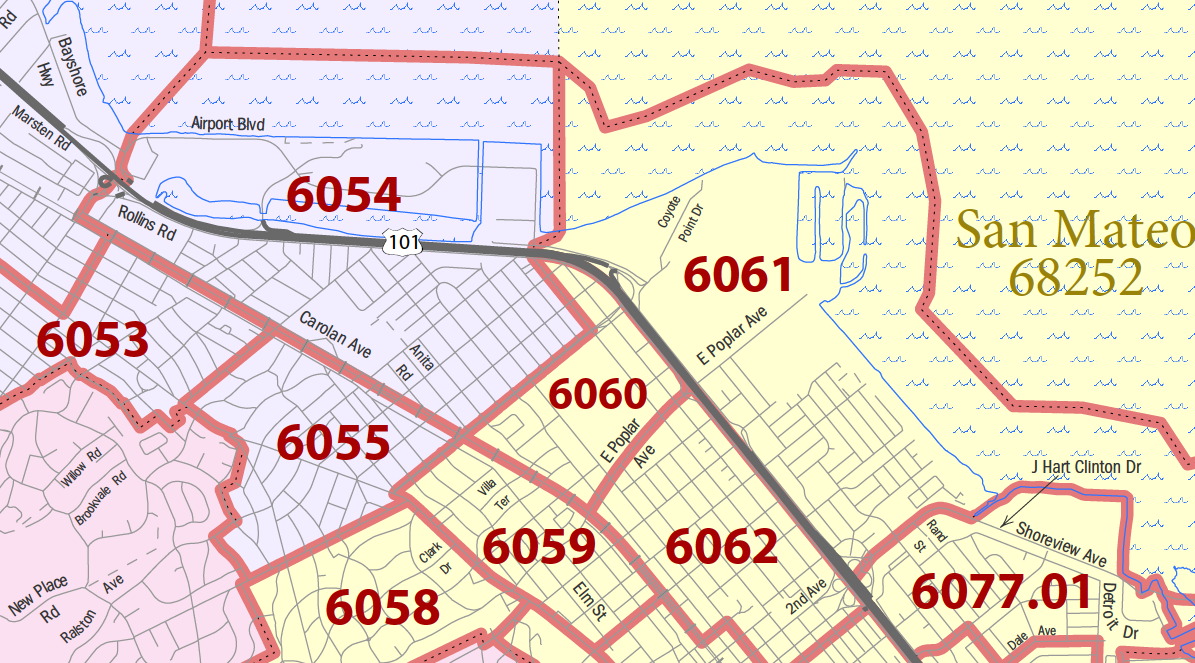 Rd
Bayshore
Hwy
Marsten Rd
Airport Blvd
6054
Rollins Rd
101
Coyote
Point Dr
San Mateo
68252
6061
6053
Carolan Ave
Anita
Rd
E Poplar Ave
6060
6055
E Poplar
Ave
Willow Rd
Brookvale Rd
Villa
Ter
J Hart Clinton Dr
Rand
St
Shoreview Ave
6059
6062
Clark
Dr
New Place
Rd
Ralston
Ave
6058
Elm St
2nd Ave
6077.01
Detroit
Dr
Dale
Ave